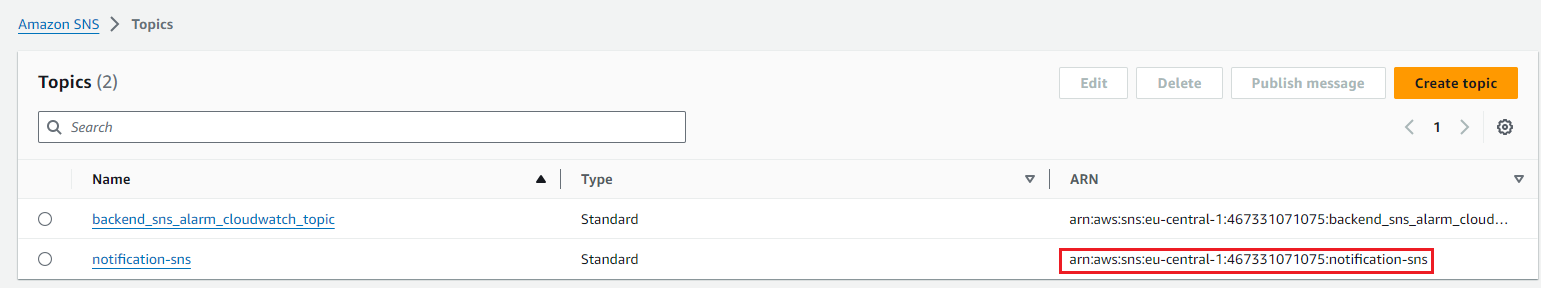 Amazon SNS > Topics
Topics (2)
Edit
Delete
Publish message
Create topic
Search
1
Name Type ARN
backend_sns_alarm_cloudwatch_topic Standard arn:aws:sns:eu-central-1:467331071075:backend_sns_alarm_cloud...
notification-sns Standard arn:aws:sns:eu-central-1:467331071075:notification-sns